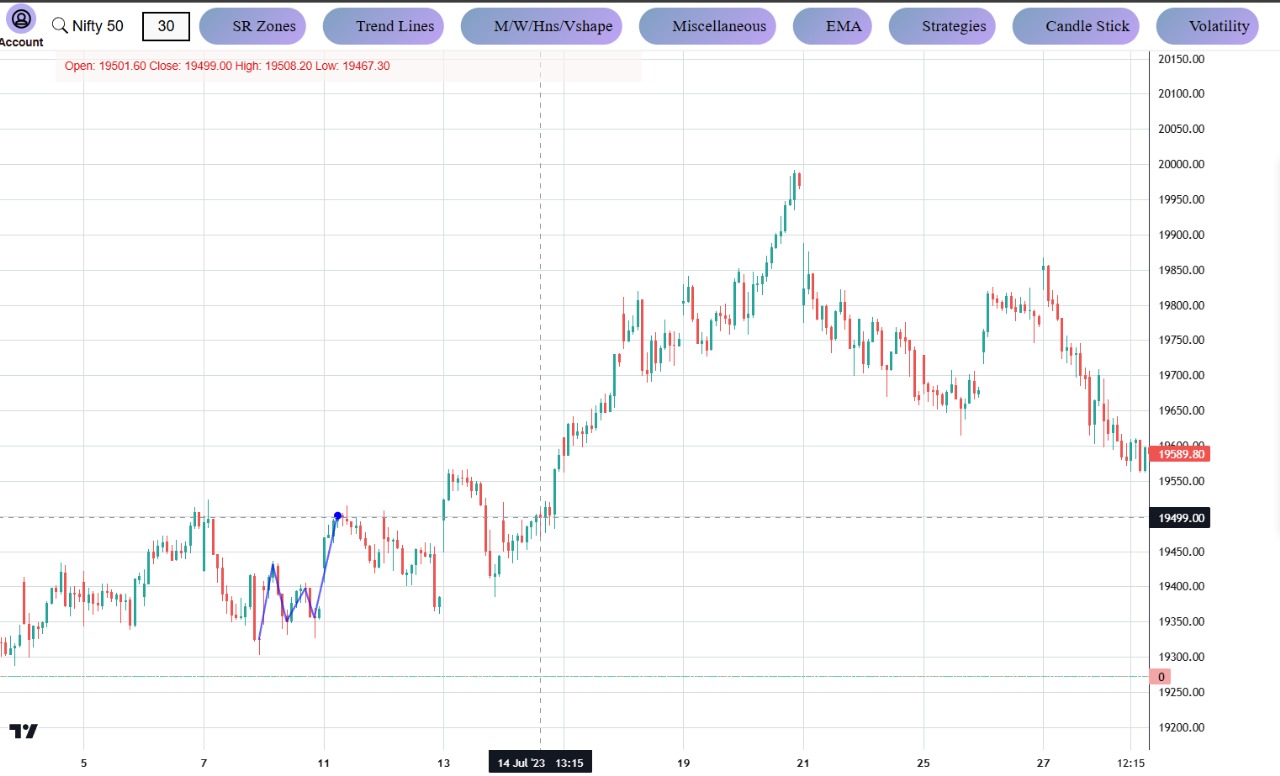 Account
Nifty 50
30
SR Zones
Trend Lines
M/W/Hns/Vshape
Miscellaneous
EMA
Strategies
Candle Stick
Volatility
Open: 19501.60 Close: 19499.00 High: 19508.20 Low: 19467.30
20150.00
20100.00
20050.00
20000.00
19950.00
19900.00
19850.00
19800.00
19750.00
19700.00
19650.00
19600.00
19589.80
19550.00
19499.00
19450.00
19400.00
19350.00
19300.00
0
19250.00
19200.00
5
7
11
13
14 Jul '23 13:15
19
21
25
27
12:15